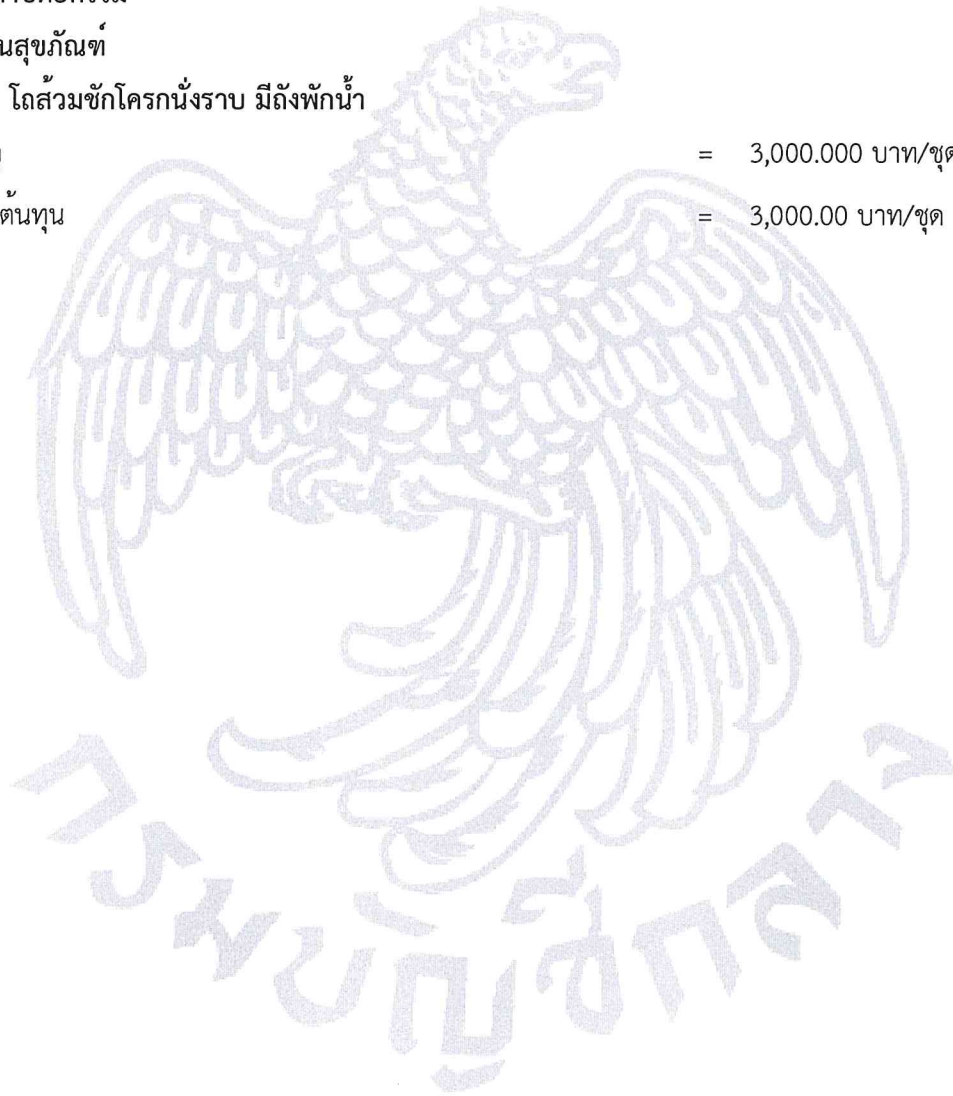 นสุขภัณฑ์
โถส้วมชักโครกนั่งราบ มีถังพักน้ำ
= 3,000.000 บาท/ชุด
ต้นทุน = 3,000.00 บาท/ชุด
กรมบัญชีกลาง